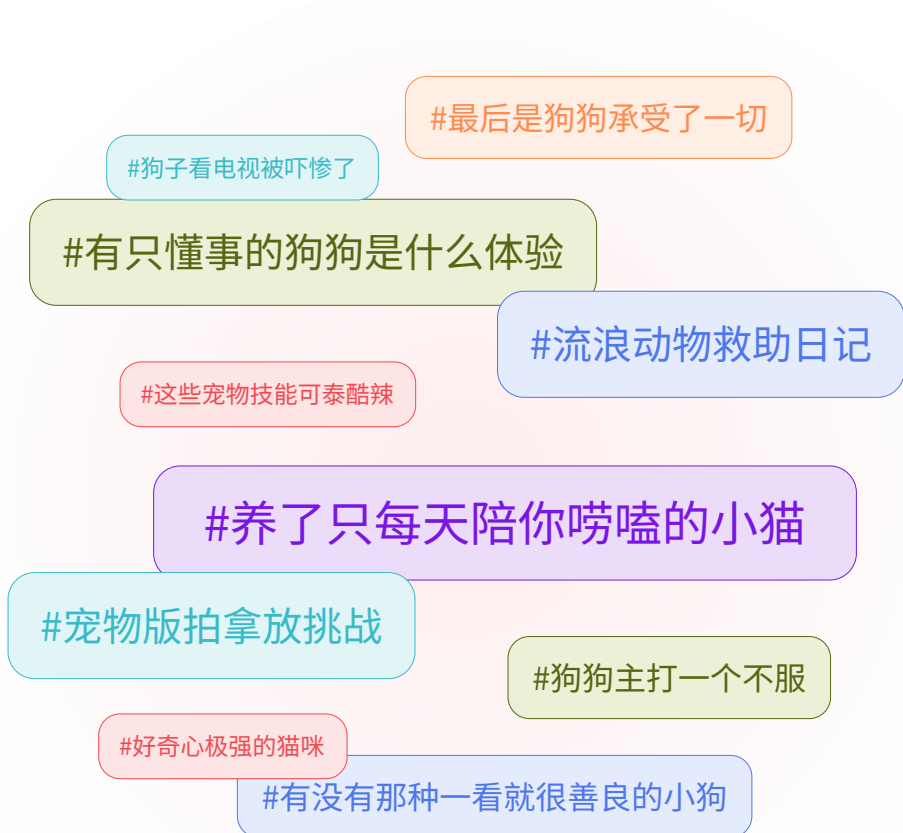 #最后是狗狗承受了一切
#狗子看电视被吓惨了
#有只懂事的狗狗是什么体验
#流浪动物救助日记
#这些宠物技能可泰酷辣
#养了只每天陪你唠嗑的小猫
#宠物版拍拿放挑战
#狗狗主打一个不服
#好奇心极强的猫咪
#有没有那种一看就很善良的小狗